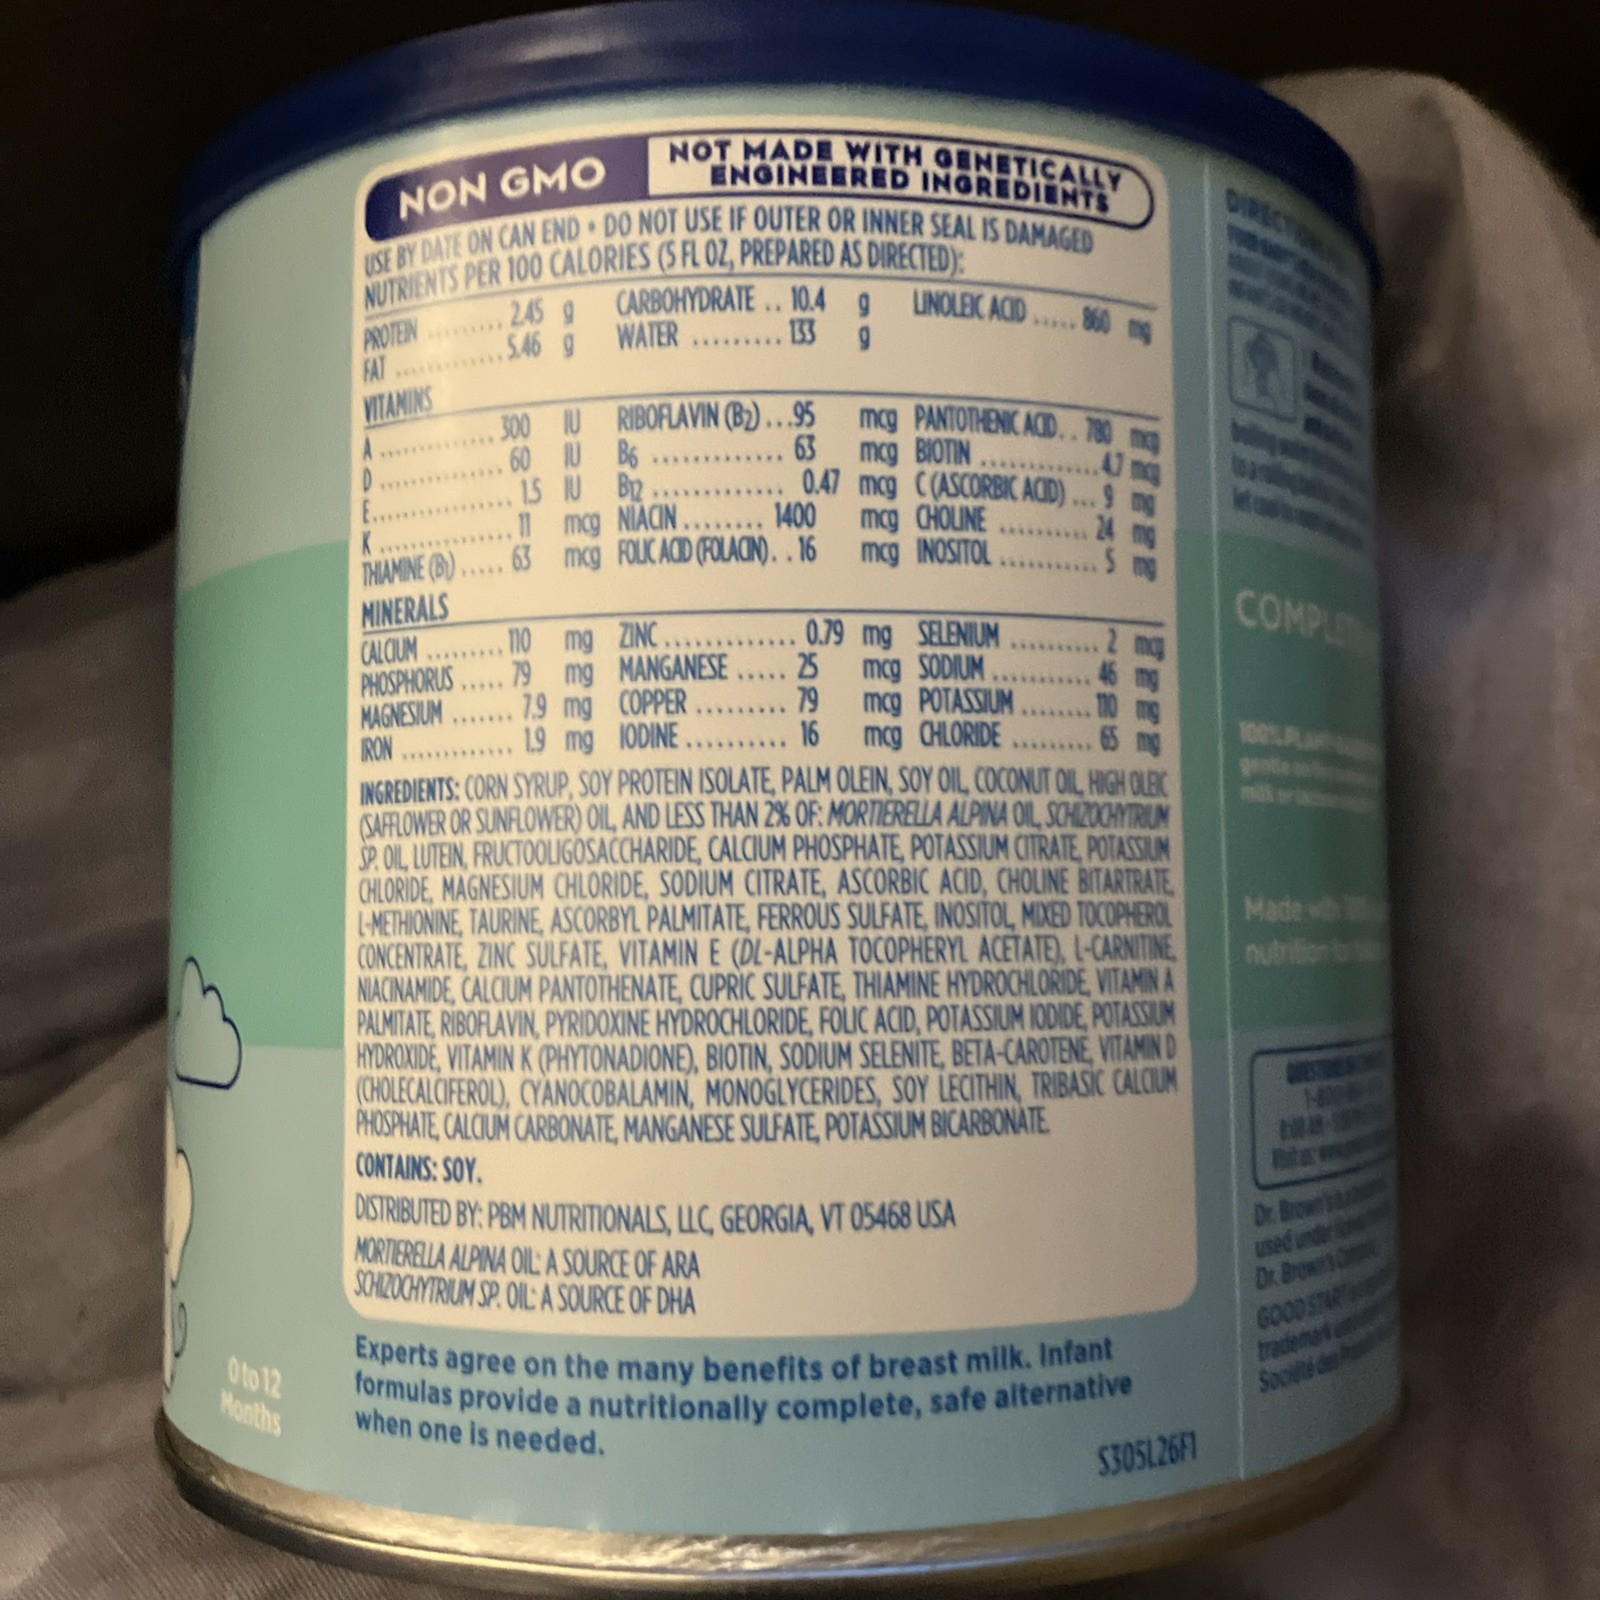 NON GMO
NOT MADE WITH GENETICALLY
ENGINEERED INGREDIENTS
USE BY DATE ON CAN END • DO NOT USE IF OUTER OR INNER SEAL IS DAMAGED
NUTRIENTS PER 100 CALORIES (5 FL OZ, PREPARED AS DIRECTED):
PROTEIN ......... 2.45 g CARBOHYDRATE .. 10.4 g LINOLEIC ACID ..... 860 mg
FAT ............. 5.46 g WATER .......... 133 g
VITAMINS
A ............. 300 IU RIBOFLAVIN (B2) ...95 mcg PANTOTHENIC ACID. . 780 mcg
D ............. 60 IU B6 ............. 63 mcg BIOTIN ............. 4.7 mcg
E............. 1.5 IU B12 ............. 0.47 mcg C (ASCORBIC ACID) ... 9 mg
K ............. 11 mcg NIACIN ........ 1400 mcg CHOLINE .......... 24 mg
THIAMINE (B1) ..... 63 mcg FOLIC ACID (FOLACIN). . 16 mcg INOSITOL ........... 5 mg
MINERALS
CALCIUM ......... 110 mg ZINC ............. 0.79 mg SELENIUM .......... 2 mcg
PHOSPHORUS ..... 79 mg MANGANESE ..... 25 mcg SODIUM ........... 46 mg
MAGNESIUM ....... 7.9 mg COPPER ......... 79 mcg POTASSIUM ........ 110 mg
IRON ............ 1.9 mg IODINE .......... 16 mcg CHLORIDE ......... 65 mg
INGREDIENTS: CORN SYRUP, SOY PROTEIN ISOLATE, PALM OLEIN, SOY OIL, COCONUT OIL, HIGH OLEIC
(SAFFLOWER OR SUNFLOWER) OIL, AND LESS THAN 2% OF: MORTIERELLA ALPINA OIL, SCHIZOCHYTRIUM
SP. OIL, LUTEIN, FRUCTOOLIGOSACCHARIDE, CALCIUM PHOSPHATE, POTASSIUM CITRATE, POTASSIUM
CHLORIDE, MAGNESIUM CHLORIDE, SODIUM CITRATE, ASCORBIC ACID, CHOLINE BITARTRATE,
L-METHIONINE, TAURINE, ASCORBYL PALMITATE, FERROUS SULFATE, INOSITOL, MIXED TOCOPHEROL
CONCENTRATE, ZINC SULFATE, VITAMIN E (DL-ALPHA TOCOPHERYL ACETATE), L-CARNITINE,
NIACINAMIDE, CALCIUM PANTOTHENATE, CUPRIC SULFATE, THIAMINE HYDROCHLORIDE, VITAMIN A
PALMITATE, RIBOFLAVIN, PYRIDOXINE HYDROCHLORIDE, FOLIC ACID, POTASSIUM IODIDE, POTASSIUM
HYDROXIDE, VITAMIN K (PHYTONADIONE), BIOTIN, SODIUM SELENITE, BETA-CAROTENE, VITAMIN D
(CHOLECALCIFEROL), CYANOCOBALAMIN, MONOGLYCERIDES, SOY LECITHIN, TRIBASIC CALCIUM
PHOSPHATE, CALCIUM CARBONATE, MANGANESE SULFATE, POTASSIUM BICARBONATE.
CONTAINS: SOY.
DISTRIBUTED BY: PBM NUTRITIONALS, LLC, GEORGIA, VT 05468 USA
MORTIERELLA ALPINA OIL: A SOURCE OF ARA
SCHIZOCHYTRIUM SP. OIL: A SOURCE OF DHA
Experts agree on the many benefits of breast milk. Infant
formulas provide a nutritionally complete, safe alternative
when one is needed.
S305L26F1
0 to 12
Months
Made with
nutrition for
Dr. Brown's
used under
Dr. Brown's
GOOD START
trademark
Société des